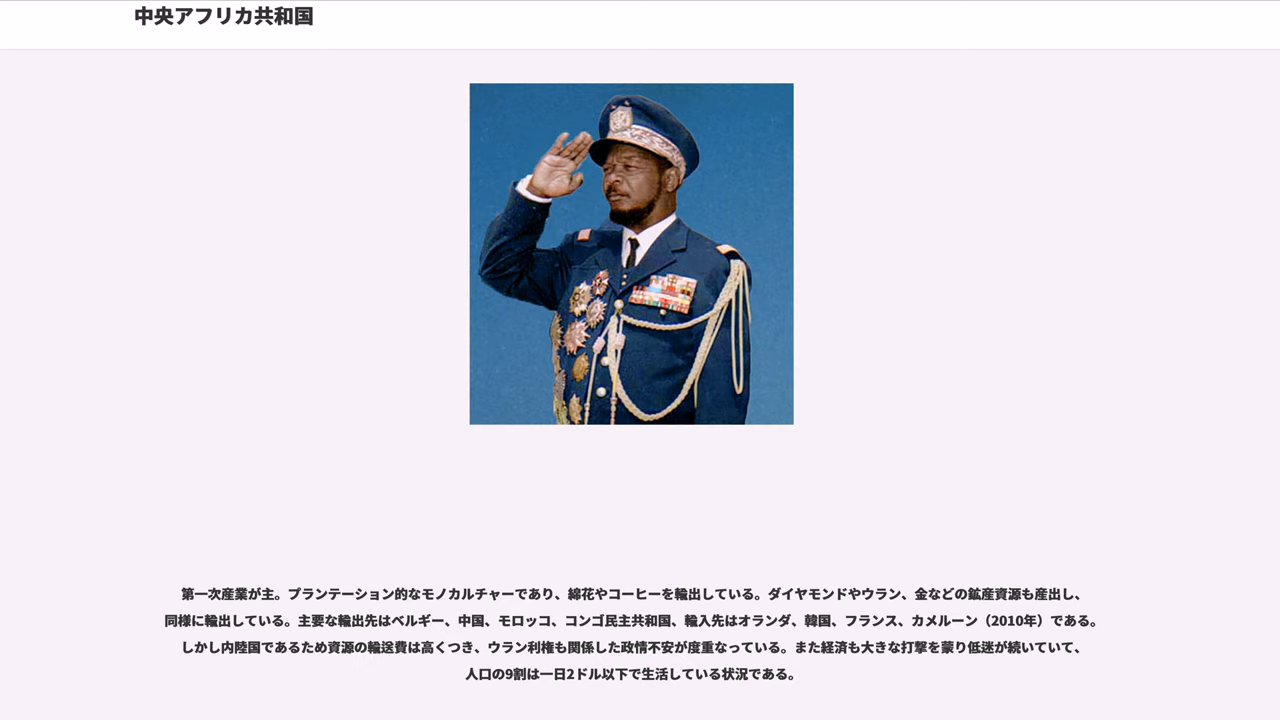 中央アフリカ共和国
第一次産業が主。プランテーション的なモノカルチャーであり、綿花やコーヒーを輸出している。ダイヤモンドやウラン、金などの鉱産資源も産出し、
同様に輸出している。主要な輸出先はベルギー、中国、モロッコ、コンゴ民主共和国、輸入先はオランダ、韓国、フランス、カメルーン（2010年）である。
しかし内陸国であるため資源の輸送費は高くつき、ウラン利権も関係した政情不安が度重なっている。また経済も大きな打撃を蒙り低迷が続いていて、
人口の9割は一日2ドル以下で生活している状況である。